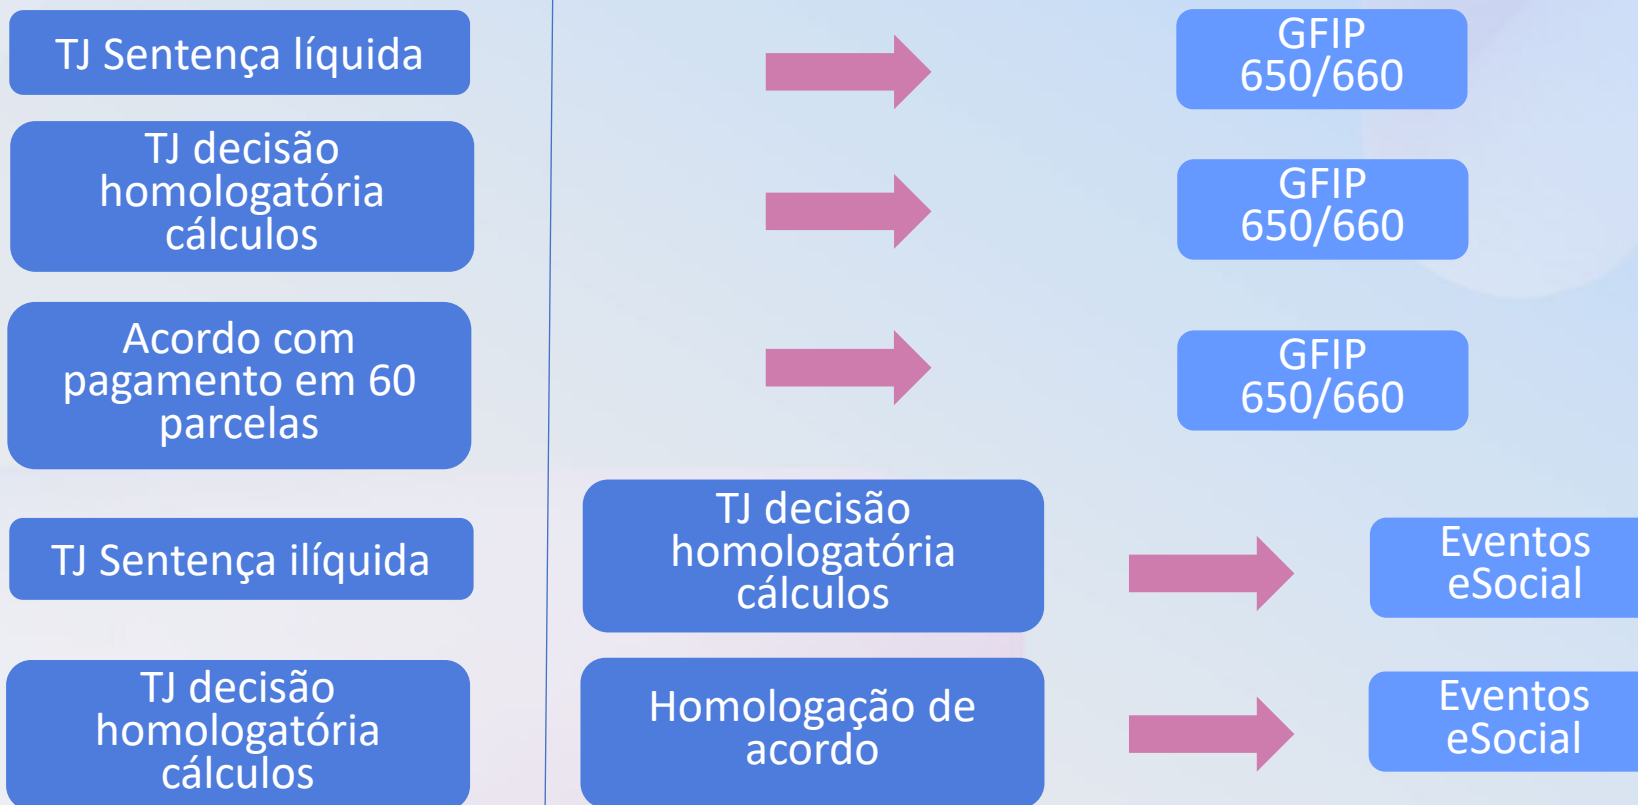 TJ Sentença líquida
GFIP
650/660
TJ decisão
homologatória
cálculos
GFIP
650/660
Acordo com
pagamento em 60
parcelas
GFIP
650/660
TJ Sentença ilíquida
TJ decisão
homologatória
cálculos
Eventos
eSocial
TJ decisão
homologatória
cálculos
Homologação de
acordo
Eventos
eSocial